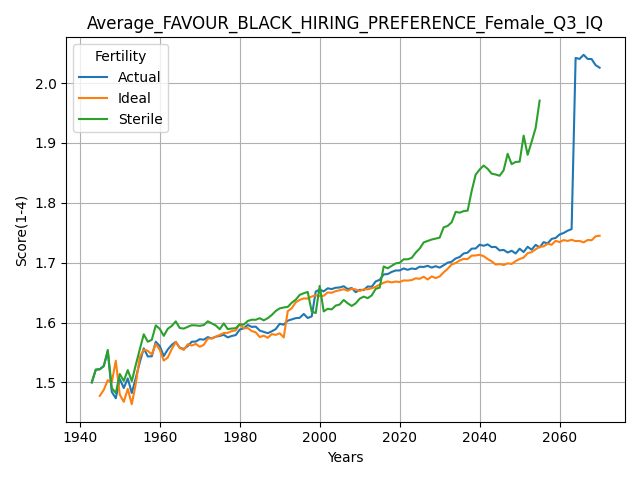 Average_FAVOUR_BLACK_HIRING_PREFERENCE_Female_Q3_IQ
Fertility
Actual
Ideal
Sterile
Score(1-4)
2.0
1.9
1.8
1.7
1.6
1.5
1940 1960 1980 2000 2020 2040 2060
Years